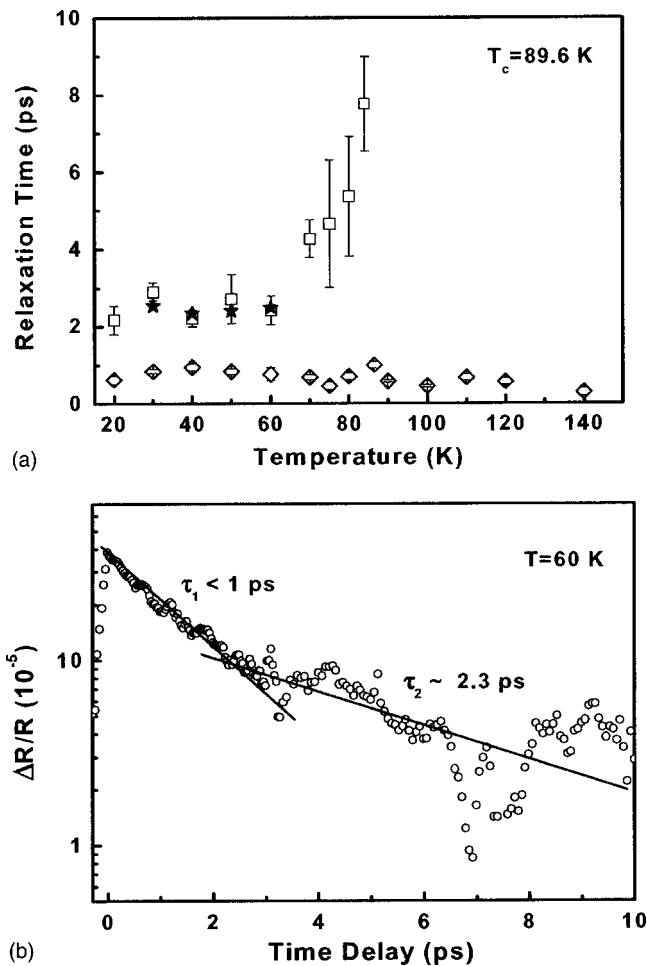 10
8
6
4
2
0
Relaxation Time (ps)
T_c=89.6 K
20 40 60 80 100 120 140
(a)
Temperature (K)
10
1
ΔR/R (10⁻⁵)
T=60 K
τ₁ < 1 ps
τ₂ ~ 2.3 ps
0 2 4 6 8 10
(b)
Time Delay (ps)